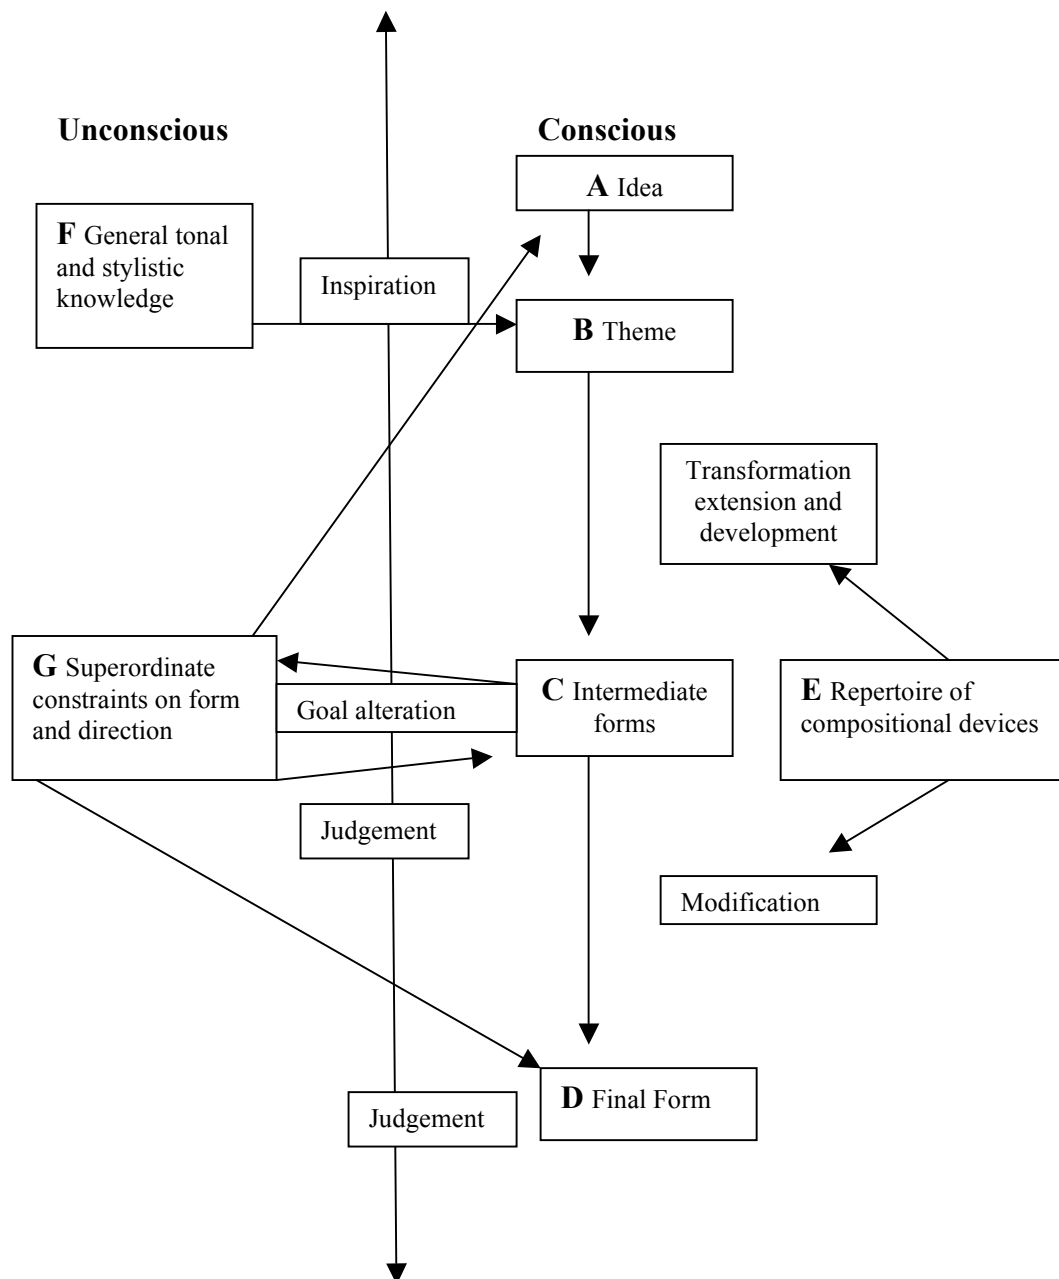 Unconscious
Conscious
A Idea
F General tonal
and stylistic
knowledge
Inspiration
B Theme
Transformation
extension and
development
G Superordinate
constraints on form
and direction
Goal alteration
C Intermediate
forms
E Repertoire of
compositional devices
Judgement
Modification
D Final Form
Judgement